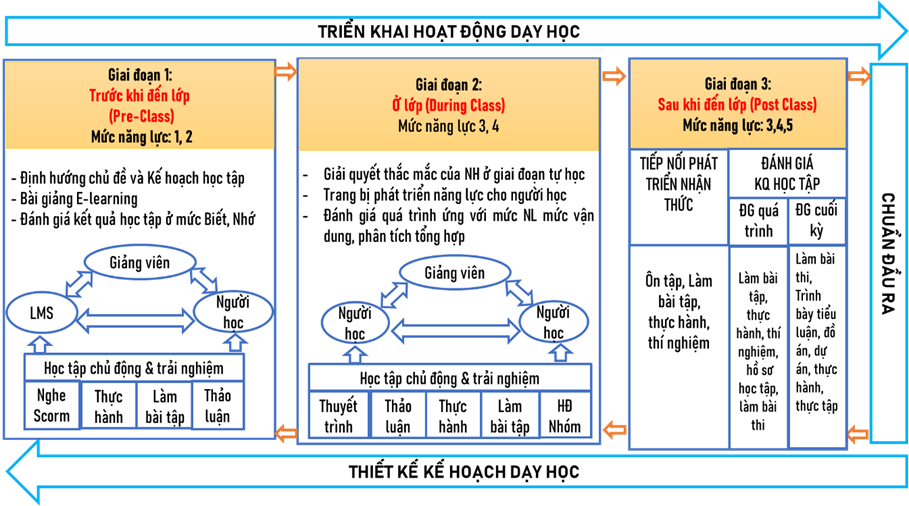 TRIỂN KHAI HOẠT ĐỘNG DẠY HỌC
Giai đoạn 1:
Trước khi đến lớp
(Pre-Class)
Mức năng lực: 1, 2
- Định hướng chủ đề và Kế hoạch học tập
- Bài giảng E-learning
- Đánh giá kết quả học tập ở mức Biết, Nhớ
Giảng viên
LMS
Người
học
Học tập chủ động & trải nghiệm
Nghe
Scorm
Thực
hành
Làm
bài tập
Thảo
luận
Giai đoạn 2:
Ở lớp (During Class)
Mức năng lực 3, 4
- Giải quyết thắc mắc của NH ở giai đoạn tự học
- Trang bị phát triển năng lực cho người học
- Đánh giá quá trình ứng với mức NL mức vận
dung, phân tích tổng hợp
Giảng viên
Người
học
Người
học
Học tập chủ động & trải nghiệm
Thuyết
trình
Thảo
luận
Thực
hành
Làm
bài tập
HĐ
Nhóm
Giai đoạn 3:
Sau khi đến lớp (Post Class)
Mức năng lực: 3,4,5
TIẾP NỐI PHÁT
TRIỂN NHẬN
THỨC
ĐÁNH GIÁ
KQ HỌC TẬP
ĐG quá
trình
ĐG cuối
kỳ
Ôn tập, Làm
bài tập,
thực hành,
thí nghiệm
Làm bài
tập,
thực
hành, thí
nghiệm,
hồ sơ
học tập,
làm bài
thi
Làm bài
thi,
Trình
bày tiểu
luận, đồ
án, dự
án, thực
hành,
thực tập
CHUẨN ĐẦU RA
THIẾT KẾ KẾ HOẠCH DẠY HỌC